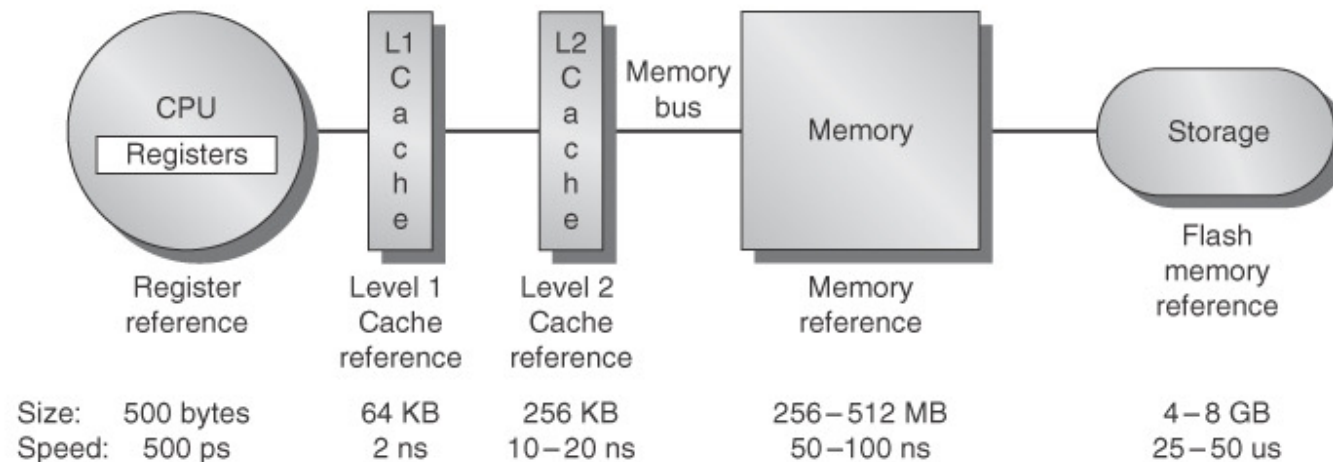 CPU
Registers
L1
C
a
c
h
e
L2
C
a
c
h
e
Memory
bus
Memory
Storage
Register
reference
Level 1
Cache
reference
Level 2
Cache
reference
Memory
reference
Flash
memory
reference
Size: 500 bytes 64 KB 256 KB 256–512 MB 4–8 GB
Speed: 500 ps 2 ns 10–20 ns 50–100 ns 25–50 us